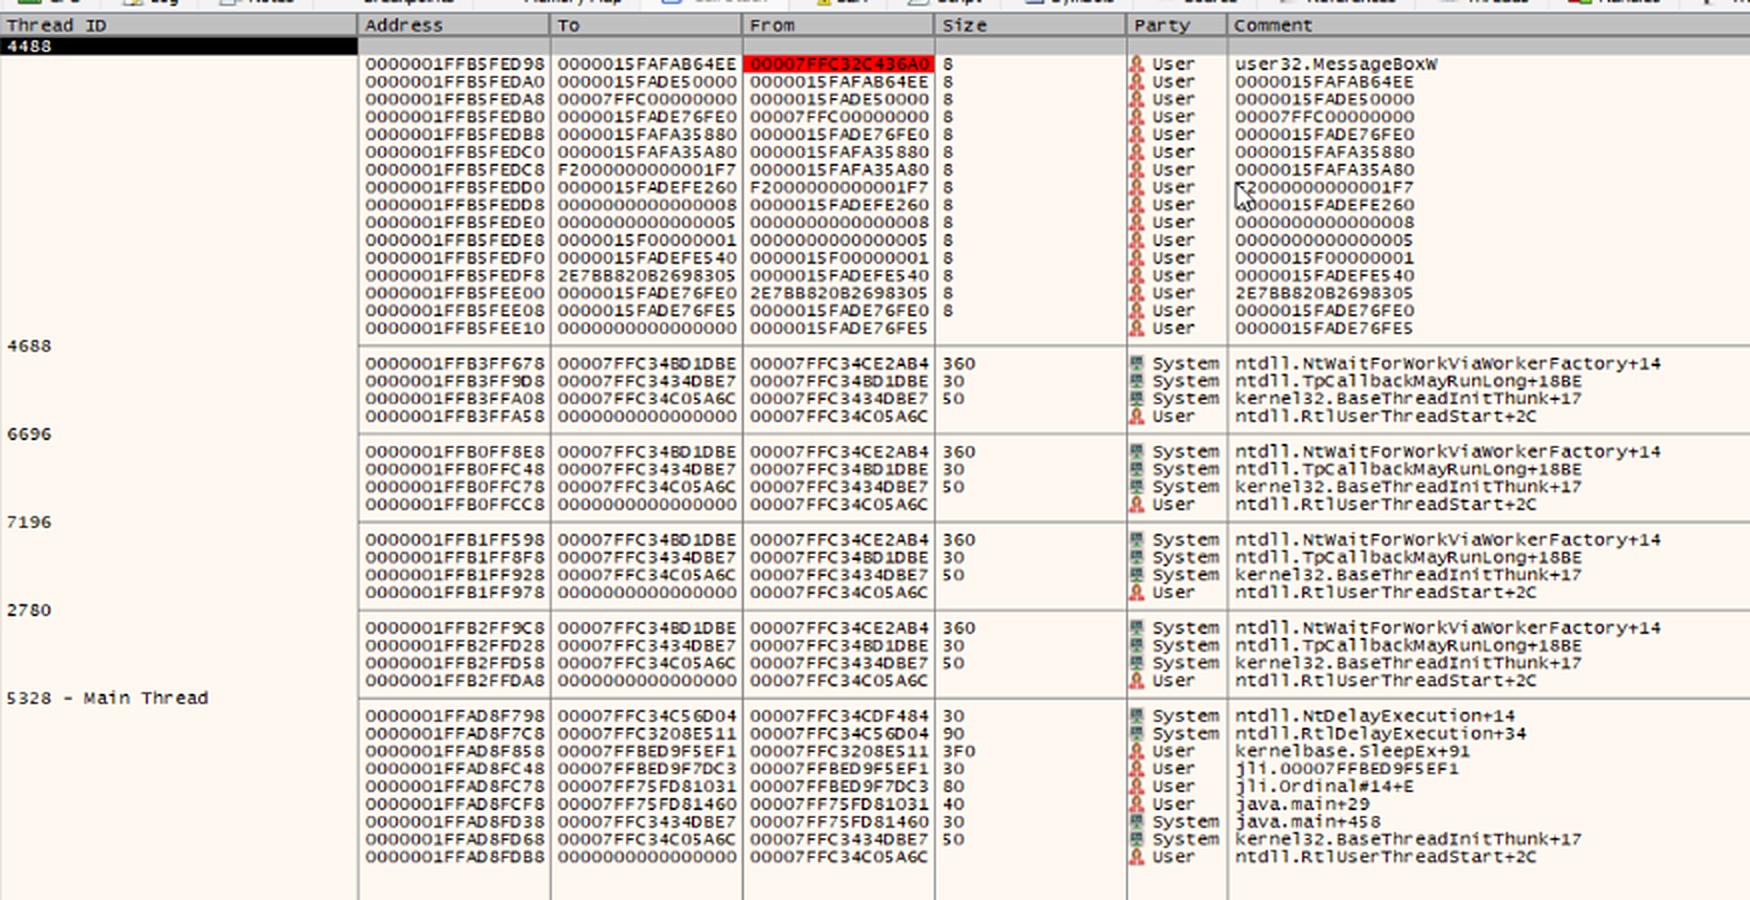 Thread ID Address To From Size Party Comment
4488
0000001FFB5FED98 0000015FAFAB64EE 00007FFC32C436A0 8 User user32.MessageBoxW
0000001FFB5FEDA0 0000015FADE50000 0000015FAFAB64EE 8 User 0000015FAFAB64EE
0000001FFB5FEDA8 00007FFC00000000 0000015FADE50000 8 User 0000015FADE50000
0000001FFB5FEDB0 0000015FADE76FE0 00007FFC00000000 8 User 00007FFC00000000
0000001FFB5FEDB8 0000015FAFA35880 0000015FADE76FE0 8 User 0000015FADE76FE0
0000001FFB5FEDC0 0000015FAFA35A80 0000015FAFA35880 8 User 0000015FAFA35880
0000001FFB5FEDC8 F2000000000001F7 0000015FAFA35A80 8 User 0000015FAFA35A80
0000001FFB5FEDD0 0000015FADEFE260 F2000000000001F7 8 User F2000000000001F7
0000001FFB5FEDD8 0000000000000008 0000015FADEFE260 8 User 0000015FADEFE260
0000001FFB5FEDE0 0000000000000005 0000000000000008 8 User 0000000000000008
0000001FFB5FEDE8 0000015F00000001 0000000000000005 8 User 0000000000000005
0000001FFB5FEDF0 0000015FADEFE540 0000015F00000001 8 User 0000015F00000001
0000001FFB5FEDF8 2E7BB820B2698305 0000015FADEFE540 8 User 0000015FADEFE540
0000001FFB5FEE00 0000015FADE76FE0 2E7BB820B2698305 8 User 2E7BB820B2698305
0000001FFB5FEE08 0000015FADE76FE5 0000015FADE76FE0 8 User 0000015FADE76FE0
0000001FFB5FEE10 0000000000000000 0000015FADE76FE5 User 0000015FADE76FE5
4688
0000001FFB3FF678 00007FFC34BD1DBE 00007FFC34CE2AB4 360 System ntdll.NtWaitForWorkViaWorkerFactory+14
0000001FFB3FF9D8 00007FFC3434DBE7 00007FFC34BD1DBE 30 System ntdll.TpCallbackMayRunLong+18BE
0000001FFB3FFA08 00007FFC34C05A6C 00007FFC3434DBE7 50 System kernel32.BaseThreadInitThunk+17
0000001FFB3FFA58 0000000000000000 00007FFC34C05A6C User ntdll.RtlUserThreadStart+2C
6696
0000001FFB0FF8E8 00007FFC34BD1DBE 00007FFC34CE2AB4 360 System ntdll.NtWaitForWorkViaWorkerFactory+14
0000001FFB0FFC48 00007FFC3434DBE7 00007FFC34BD1DBE 30 System ntdll.TpCallbackMayRunLong+18BE
0000001FFB0FFC78 00007FFC34C05A6C 00007FFC3434DBE7 50 System kernel32.BaseThreadInitThunk+17
0000001FFB0FFCC8 0000000000000000 00007FFC34C05A6C User ntdll.RtlUserThreadStart+2C
7196
0000001FFB1FF598 00007FFC34BD1DBE 00007FFC34CE2AB4 360 System ntdll.NtWaitForWorkViaWorkerFactory+14
0000001FFB1FF8F8 00007FFC3434DBE7 00007FFC34BD1DBE 30 System ntdll.TpCallbackMayRunLong+18BE
0000001FFB1FF928 00007FFC34C05A6C 00007FFC3434DBE7 50 System kernel32.BaseThreadInitThunk+17
0000001FFB1FF978 0000000000000000 00007FFC34C05A6C User ntdll.RtlUserThreadStart+2C
2780
0000001FFB2FF9C8 00007FFC34BD1DBE 00007FFC34CE2AB4 360 System ntdll.NtWaitForWorkViaWorkerFactory+14
0000001FFB2FFD28 00007FFC3434DBE7 00007FFC34BD1DBE 30 System ntdll.TpCallbackMayRunLong+18BE
0000001FFB2FFD58 00007FFC34C05A6C 00007FFC3434DBE7 50 System kernel32.BaseThreadInitThunk+17
0000001FFB2FFDA8 0000000000000000 00007FFC34C05A6C User ntdll.RtlUserThreadStart+2C
5328 - Main Thread
0000001FFAD8F798 00007FFC34C56D04 00007FFC34CDF484 30 System ntdll.NtDelayExecution+14
0000001FFAD8F7C8 00007FFC3208E511 00007FFC34C56D04 90 System ntdll.RtlDelayExecution+34
0000001FFAD8F858 00007FFBED9F5EF1 00007FFC3208E511 3F0 User kernelbase.SleepEx+91
0000001FFAD8FC48 00007FFBED9F7DC3 00007FFBED9F5EF1 30 User jli.00007FFBED9F5EF1
0000001FFAD8FC78 00007FF75FD81031 00007FFBED9F7DC3 80 User jli.Ordinal#14+E
0000001FFAD8FCF8 00007FF75FD81460 00007FF75FD81031 40 User java.main+29
0000001FFAD8FD38 00007FFC3434DBE7 00007FF75FD81460 30 System java.main+458
0000001FFAD8FD68 00007FFC34C05A6C 00007FFC3434DBE7 50 System kernel32.BaseThreadInitThunk+17
0000001FFAD8FDB8 0000000000000000 00007FFC34C05A6C User ntdll.RtlUserThreadStart+2C